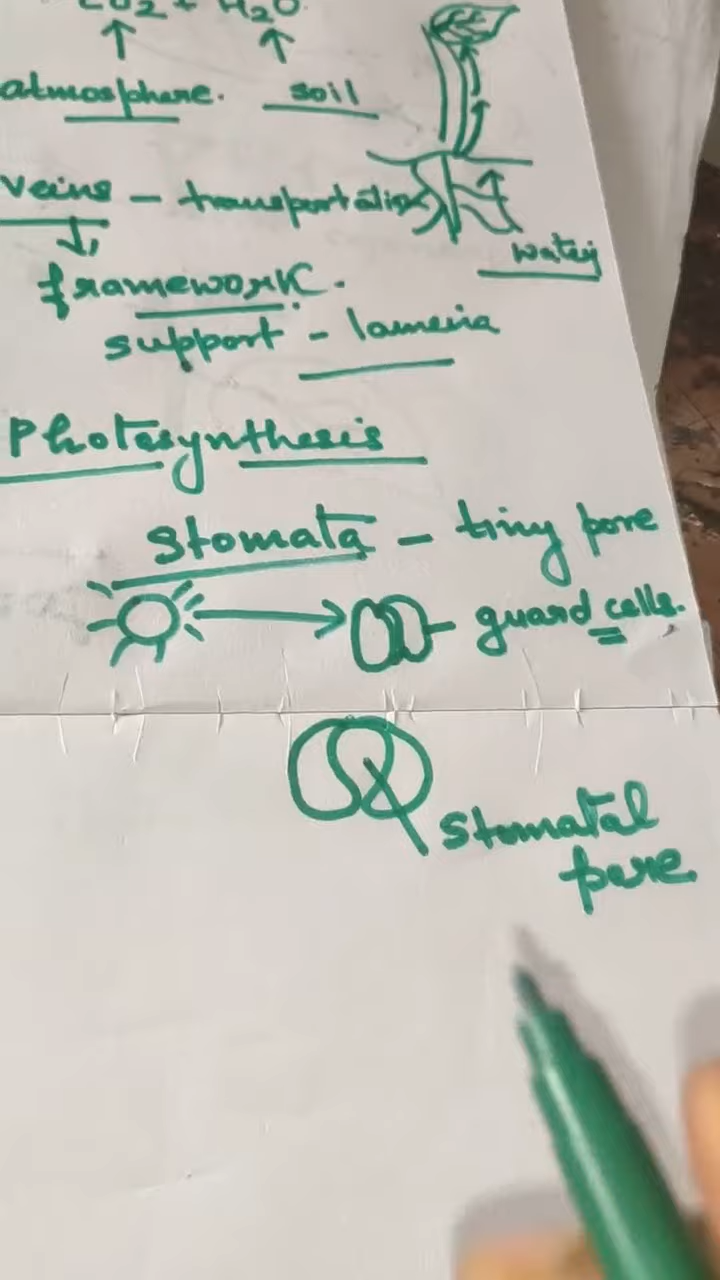 CO2 + H2O
atmosphere. soil
veins - transportation
water
framework.
support - lamina
Photosynthesis
Stomata - tiny pore
guard cells.
Stomatal
pore